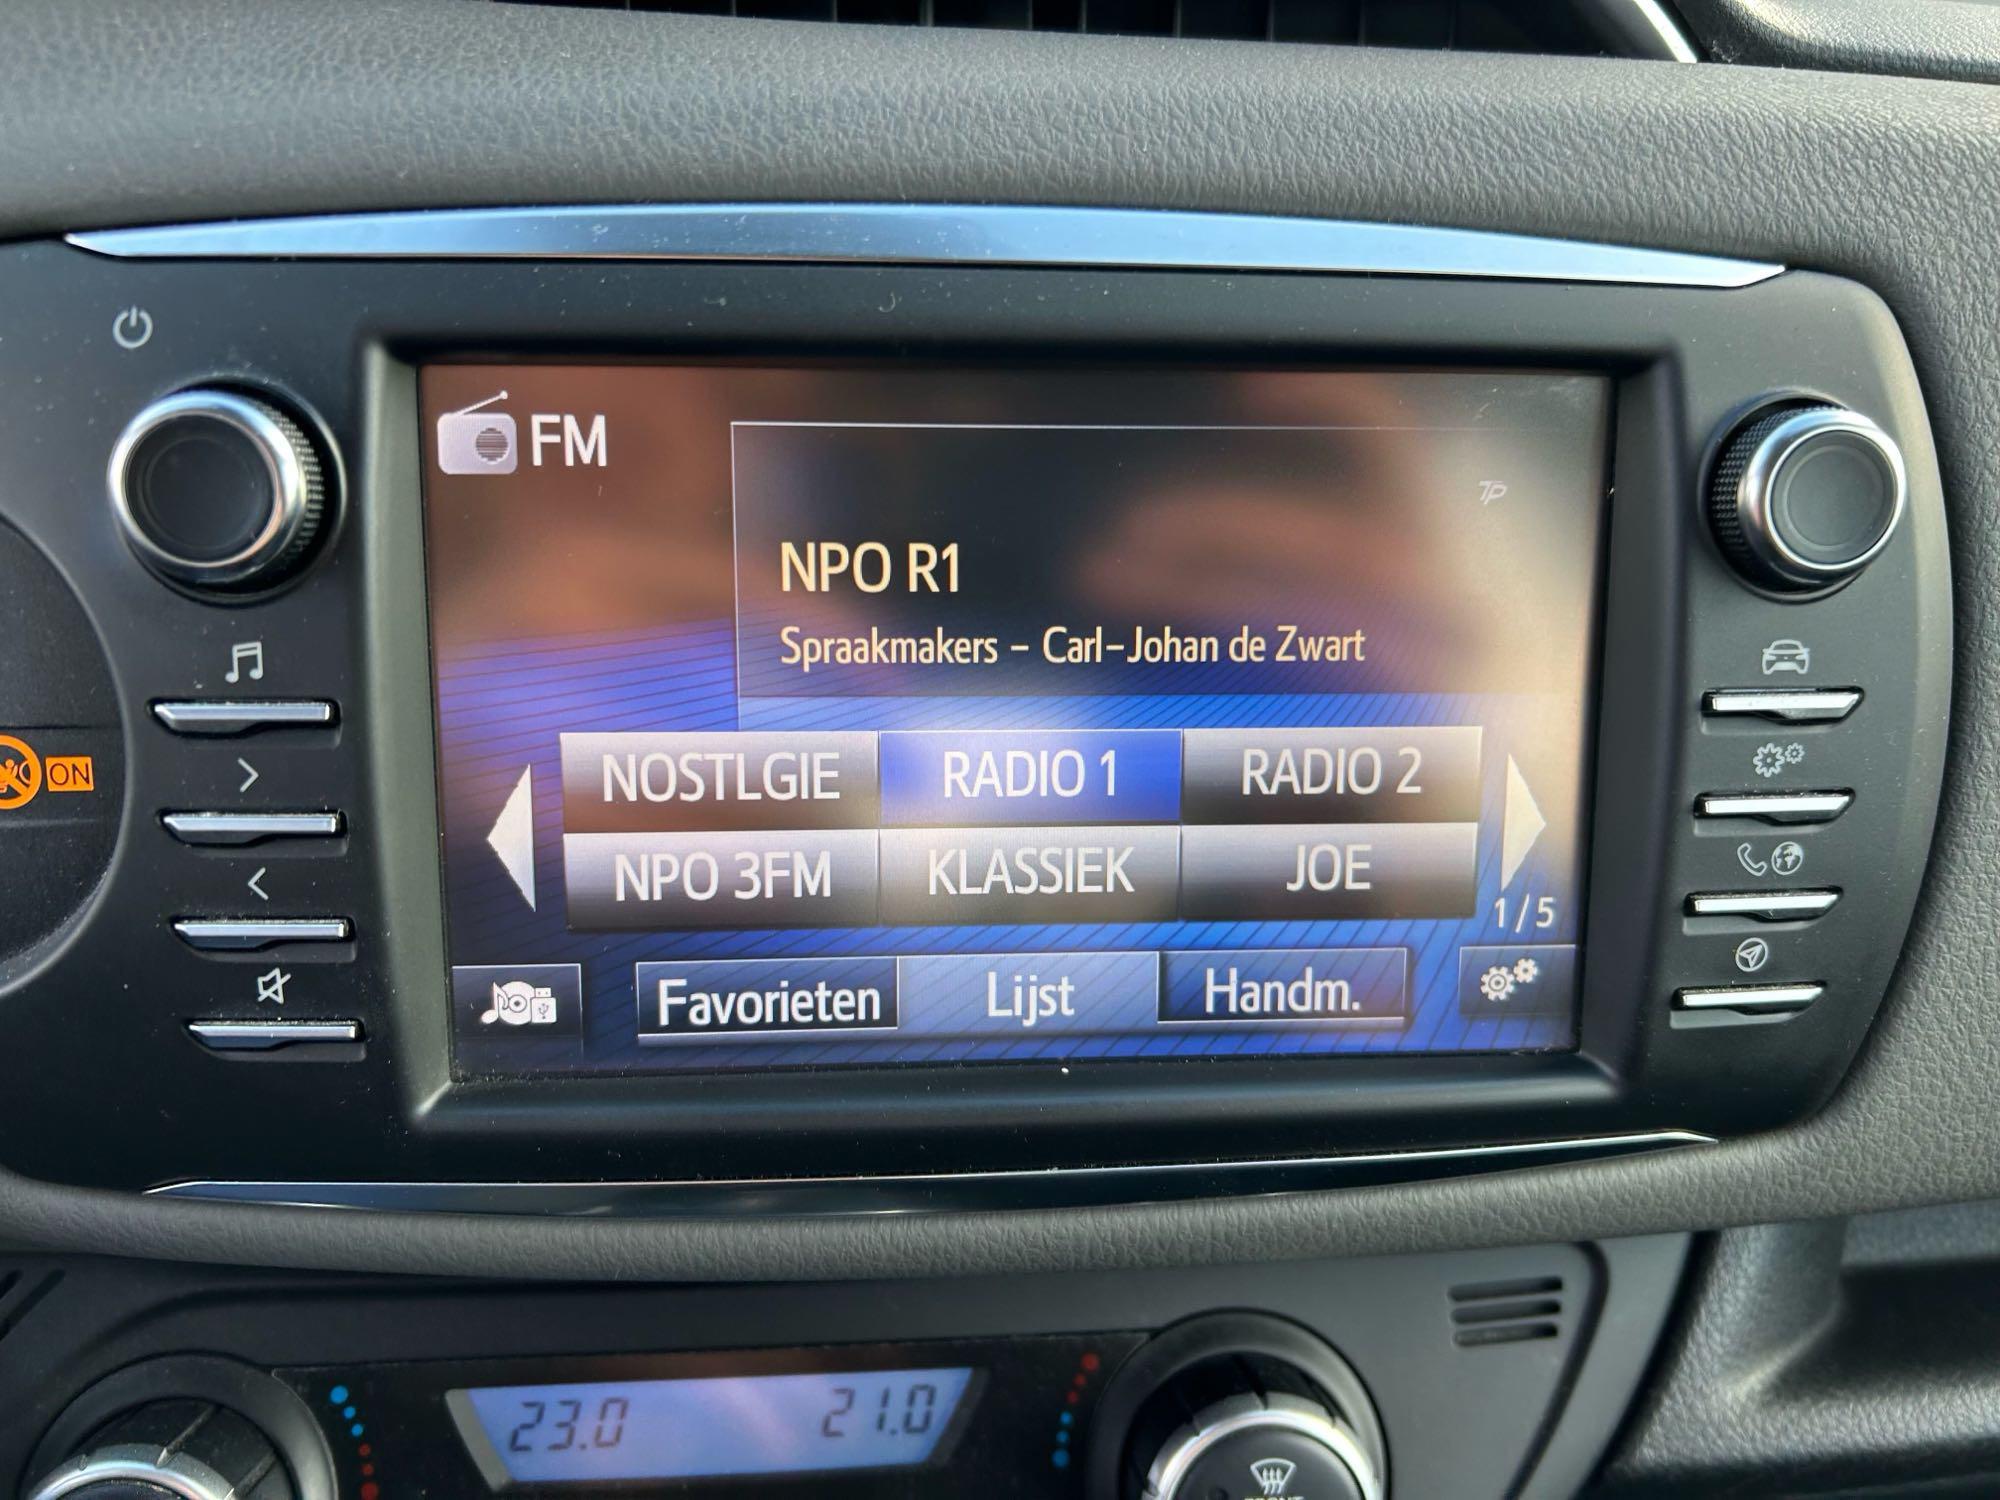 FM
TP
NPO R1
Spraakmakers - Carl-Johan de Zwart
NOSTLGIE RADIO 1 RADIO 2
NPO 3FM KLASSIEK JOE
1/5
Favorieten Lijst Handm.
ON
23.0 21.0
FRONT